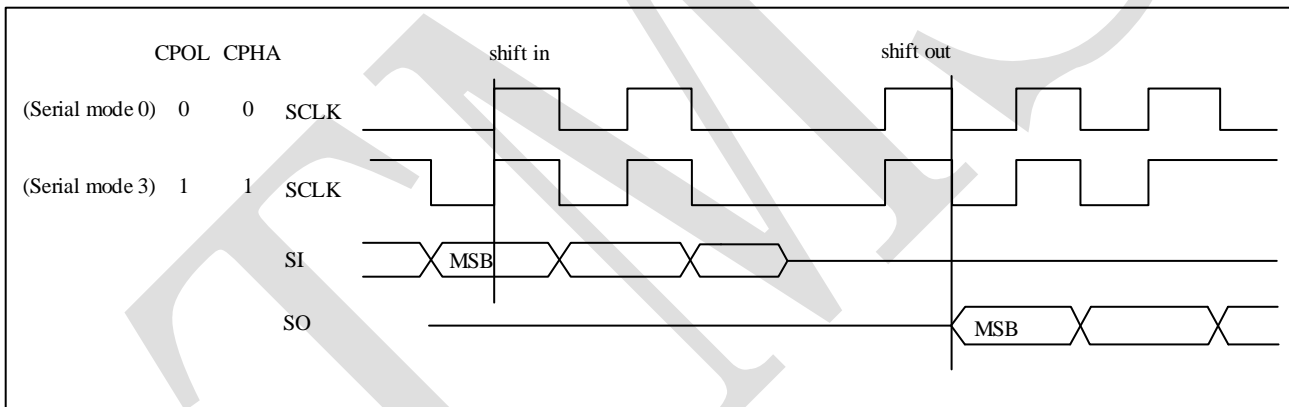 CPOL CPHA shift in shift out
(Serial mode 0) 0 0 SCLK
(Serial mode 3) 1 1 SCLK
SI MSB
SO MSB